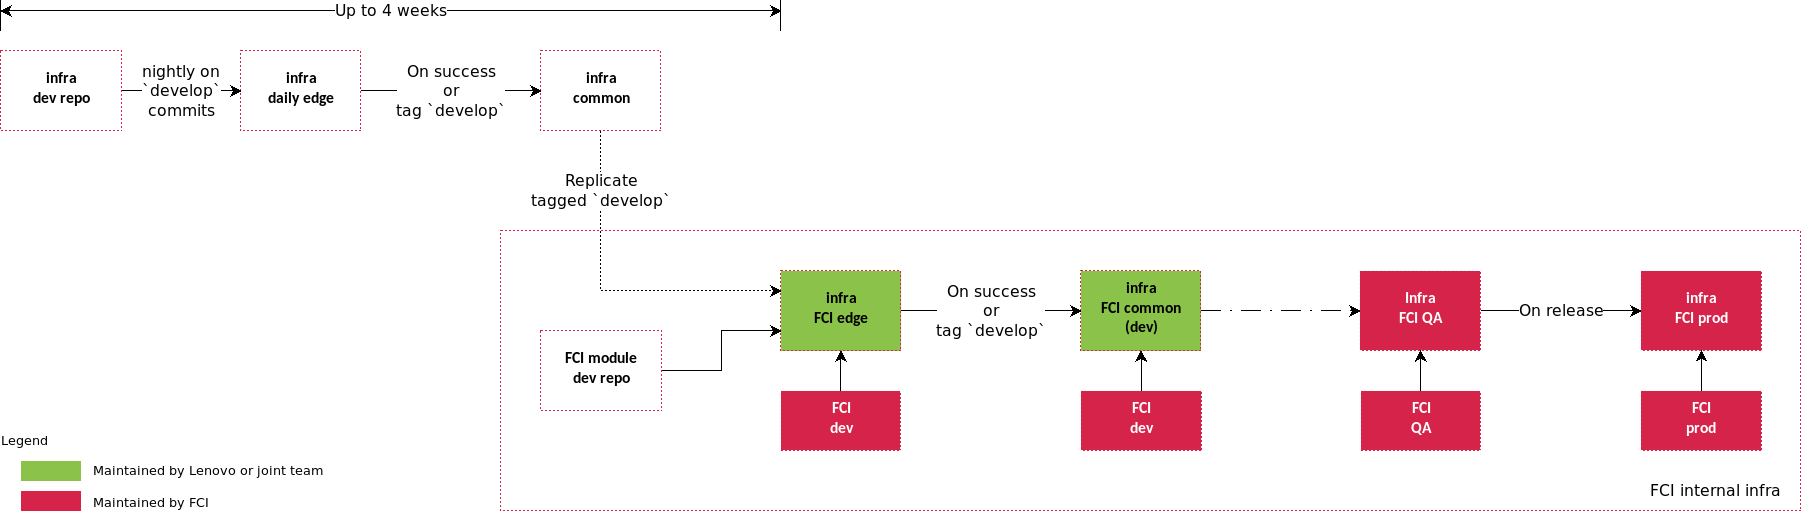 Up to 4 weeks
infra
dev repo
nightly on
`develop`
commits
infra
daily edge
On success
or
tag `develop`
infra
common
Replicate
tagged `develop`
infra
FCI edge
On success
or
tag `develop`
infra
FCI common
(dev)
Infra
FCI QA
On release
infra
FCI prod
FCI module
dev repo
FCI
dev
FCI
dev
FCI
QA
FCI
prod
Legend
Maintained by Lenovo or joint team
Maintained by FCI
FCI internal infra